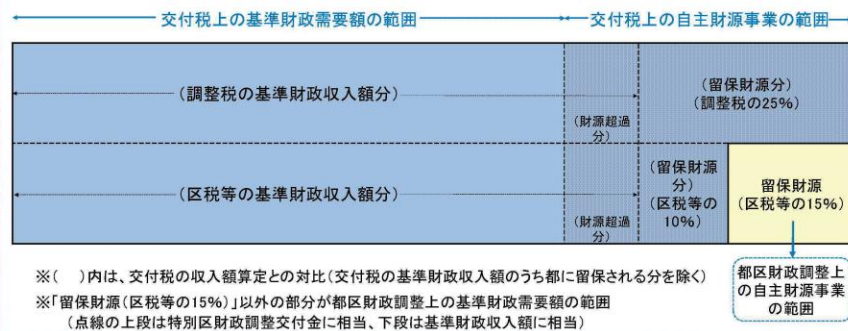 交付税上の基準財政需要額の範囲
交付税上の自主財源事業の範囲
(調整税の基準財政収入額分)
(財源超過
分)
(留保財源分)
(調整税の25%)
(区税等の基準財政収入額分)
(財源超過
分)
(留保財源
分)
(区税等の
10%)
留保財源
(区税等の15%)
※( )内は、交付税の収入額算定との対比(交付税の基準財政収入額のうち都に留保される分を除く)
※「留保財源(区税等の15%)」以外の部分が都区財政調整上の基準財政需要額の範囲
(点線の上段は特別区財政調整交付金に相当、下段は基準財政収入額に相当)
都区財政調整上
の自主財源事業
の範囲